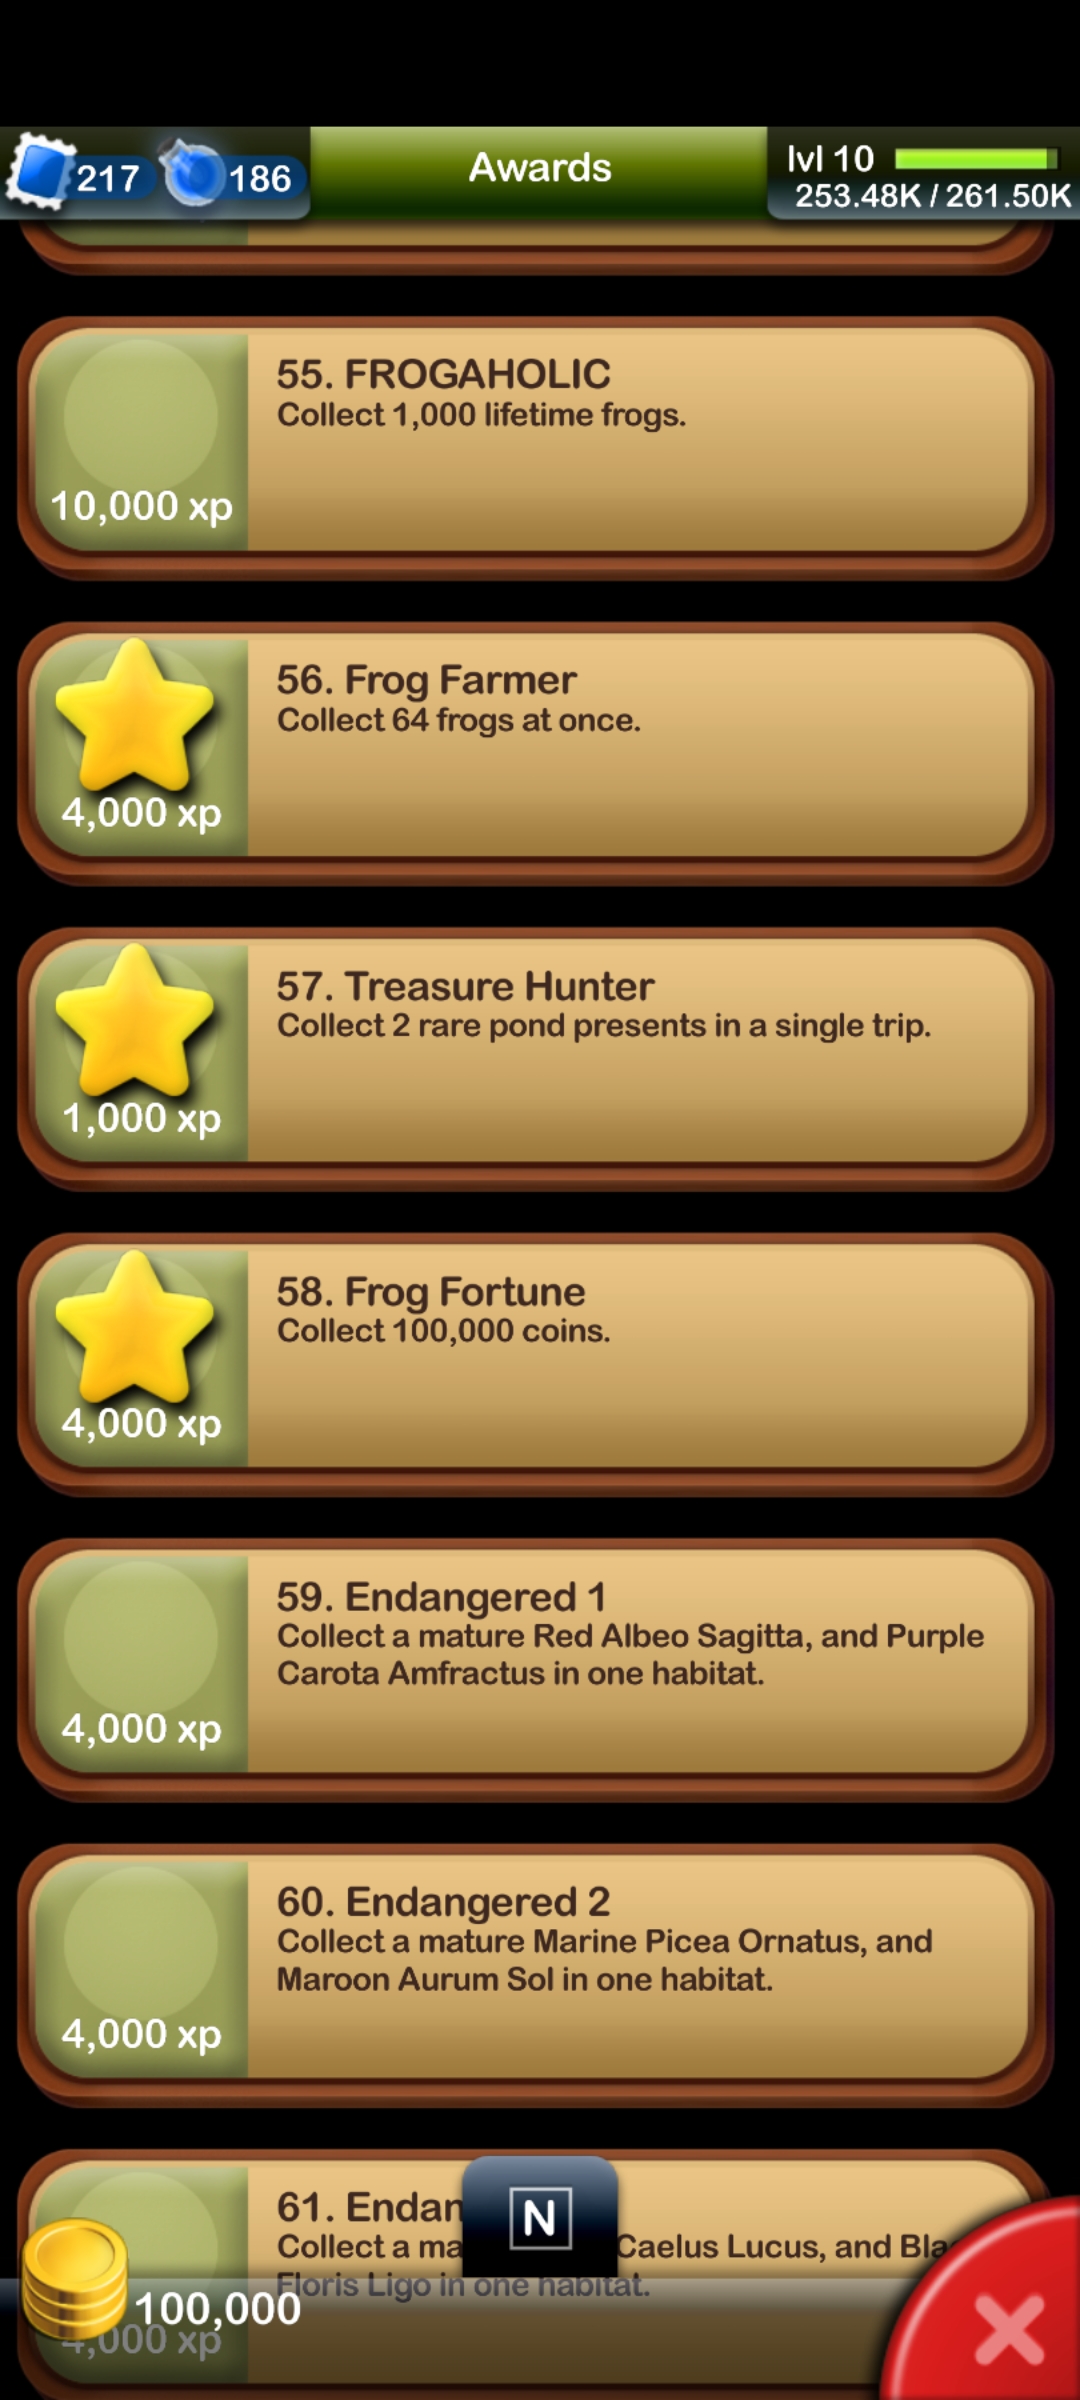 217 186 Awards lvl 10
253.48K / 261.50K
55. FROGAHOLIC
Collect 1,000 lifetime frogs.
10,000 xp
56. Frog Farmer
Collect 64 frogs at once.
4,000 xp
57. Treasure Hunter
Collect 2 rare pond presents in a single trip.
1,000 xp
58. Frog Fortune
Collect 100,000 coins.
4,000 xp
59. Endangered 1
Collect a mature Red Albeo Sagitta, and Purple
Carota Amfractus in one habitat.
4,000 xp
60. Endangered 2
Collect a mature Marine Picea Ornatus, and
Maroon Aurum Sol in one habitat.
4,000 xp
61. Endan
N
Collect a ma Caelus Lucus, and Bla
Floris Ligo in one habitat.
100,000
4,000 xp